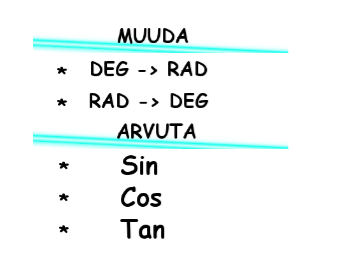 MUUDA
* DEG -> RAD
* RAD -> DEG
ARVUTA
* Sin
* Cos
* Tan